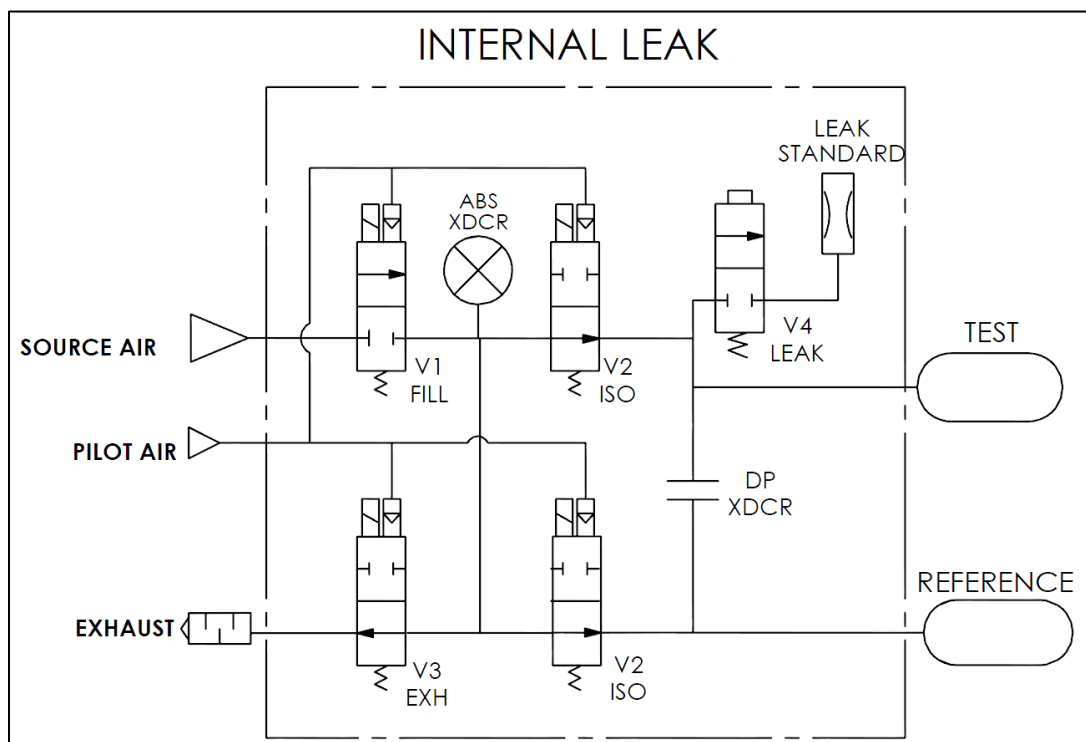 INTERNAL LEAK
LEAK
STANDARD
ABS
XDCR
SOURCE AIR
V1
FILL
V2
ISO
V4
LEAK
TEST
PILOT AIR
DP
XDCR
REFERENCE
EXHAUST
V3
EXH
V2
ISO